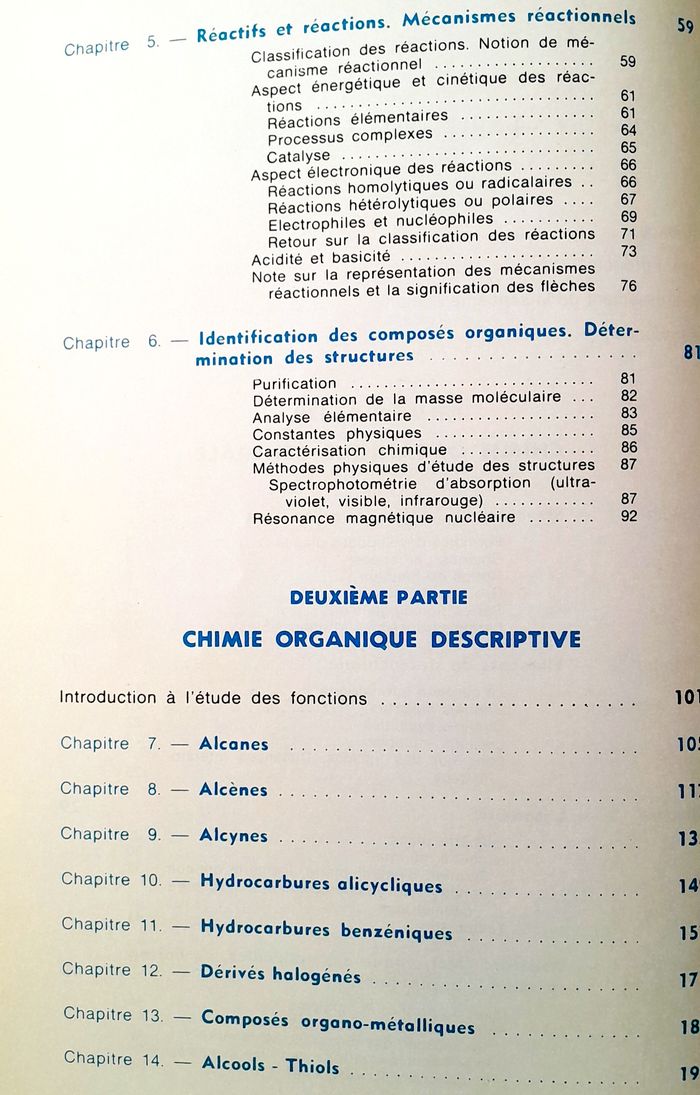 Chapitre 5. — Réactifs et réactions. Mécanismes réactionnels 59
Classification des réactions. Notion de mé-
canisme réactionnel .................. 59
Aspect énergétique et cinétique des réac-
tions .............................. 61
Réactions élémentaires ............... 61
Processus complexes ................. 64
Catalyse ............................ 65
Aspect électronique des réactions ......... 66
Réactions homolytiques ou radicalaires .. 66
Réactions hétérolytiques ou polaires .... 67
Electrophiles et nucléophiles .......... 69
Retour sur la classification des réactions 71
Acidité et basicité ..................... 73
Note sur la représentation des mécanismes
réactionnels et la signification des flèches 76
Chapitre 6. — Identification des composés organiques. Déter-
mination des structures .................. 81
Purification ............................ 81
Détermination de la masse moléculaire ... 82
Analyse élémentaire ................... 83
Constantes physiques .................. 85
Caractérisation chimique ................ 86
Méthodes physiques d'étude des structures 87
Spectrophotométrie d'absorption (ultra-
violet, visible, infrarouge) ............ 87
Résonance magnétique nucléaire ........ 92
DEUXIÈME PARTIE
CHIMIE ORGANIQUE DESCRIPTIVE
Introduction à l'étude des fonctions ...................... 101
Chapitre 7. — Alcanes ..............................
Chapitre 8. — Alcènes ..............................
Chapitre 9. — Alcynes ..............................
Chapitre 10. — Hydrocarbures alicycliques ................
Chapitre 11. — Hydrocarbures benzéniques ................
Chapitre 12. — Dérivés halogénés ......................
Chapitre 13. — Composés organo-métalliques .............
Chapitre 14. — Alcools - Thiols .........................